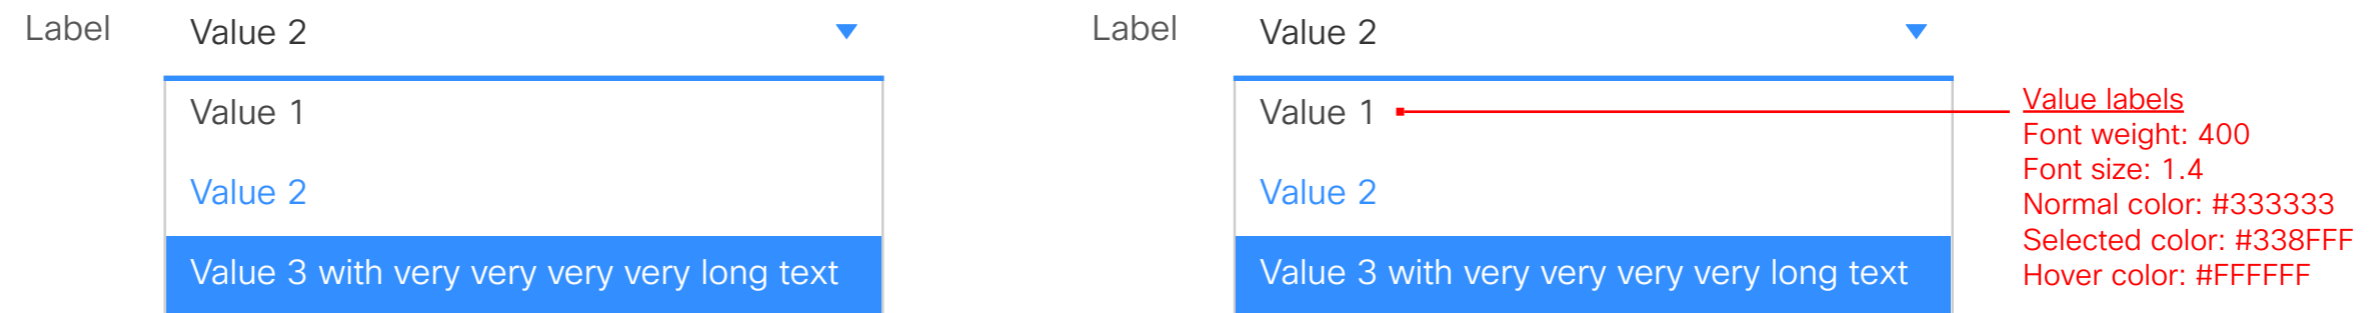 Label
Value 2
Value 1
Value 2
Value 3 with very very very very long text
Label
Value 2
Value 1
Value 2
Value 3 with very very very very long text
Value labels
Font weight: 400
Font size: 1.4
Normal color: #333333
Selected color: #338FFF
Hover color: #FFFFFF